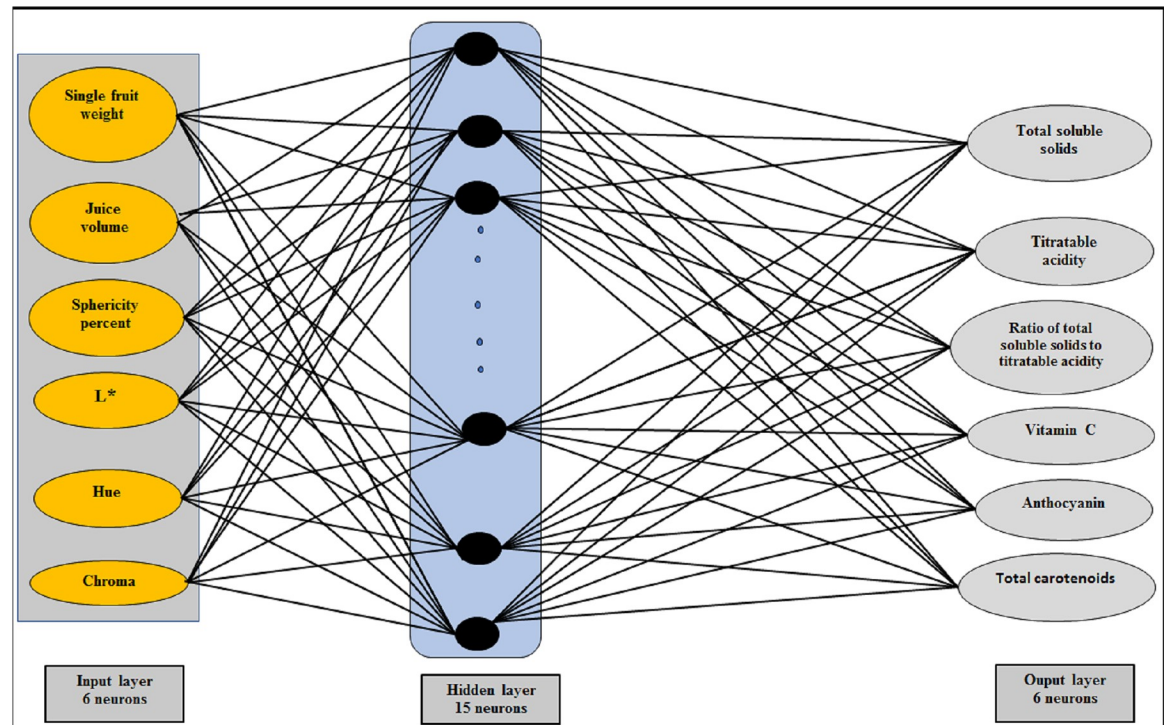 Single fruit
weight
Juice
volume
Sphericity
percent
L*
Hue
Chroma
Input layer
6 neurons
Hidden layer
15 neurons
Total soluble
solids
Titratable
acidity
Ratio of total
soluble solids to
titratable acidity
Vitamin C
Anthocyanin
Total carotenoids
Ouput layer
6 neurons